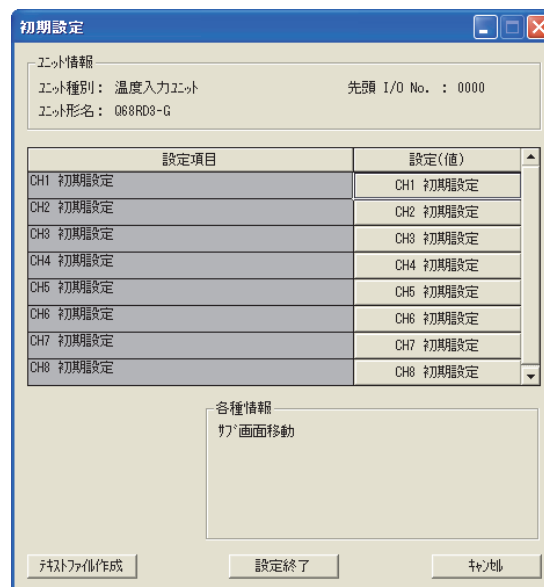 初期設定
ﾕﾆｯﾄ情報
ﾕﾆｯﾄ種別： 温度入力ﾕﾆｯﾄ 先頭 I/O No. ： 0000
ﾕﾆｯﾄ形名： Q68RD3-G
設定項目 設定(値)
CH1 初期設定 CH1 初期設定
CH2 初期設定 CH2 初期設定
CH3 初期設定 CH3 初期設定
CH4 初期設定 CH4 初期設定
CH5 初期設定 CH5 初期設定
CH6 初期設定 CH6 初期設定
CH7 初期設定 CH7 初期設定
CH8 初期設定 CH8 初期設定
各種情報
ｻﾌﾞ画面移動
ﾃｷｽﾄﾌｧｲﾙ作成 設定終了 ｷｬﾝｾﾙ